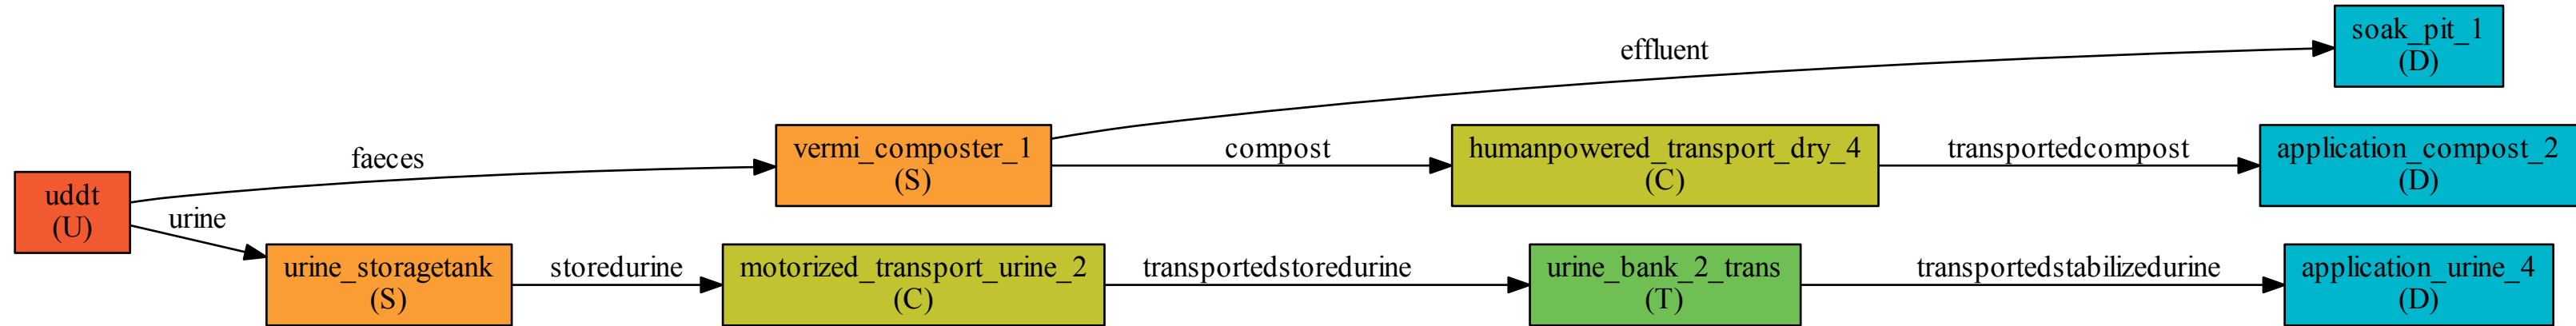 effluent
soak_pit_1
(D)
faeces
vermi_composter_1
(S)
compost
humanpowered_transport_dry_4
(C)
transportedcompost
application_compost_2
(D)
uddt
(U)
urine
urine_storagetank
(S)
storedurine
motorized_transport_urine_2
(C)
transportedstoredurine
urine_bank_2_trans
(T)
transportedstabilizedurine
application_urine_4
(D)